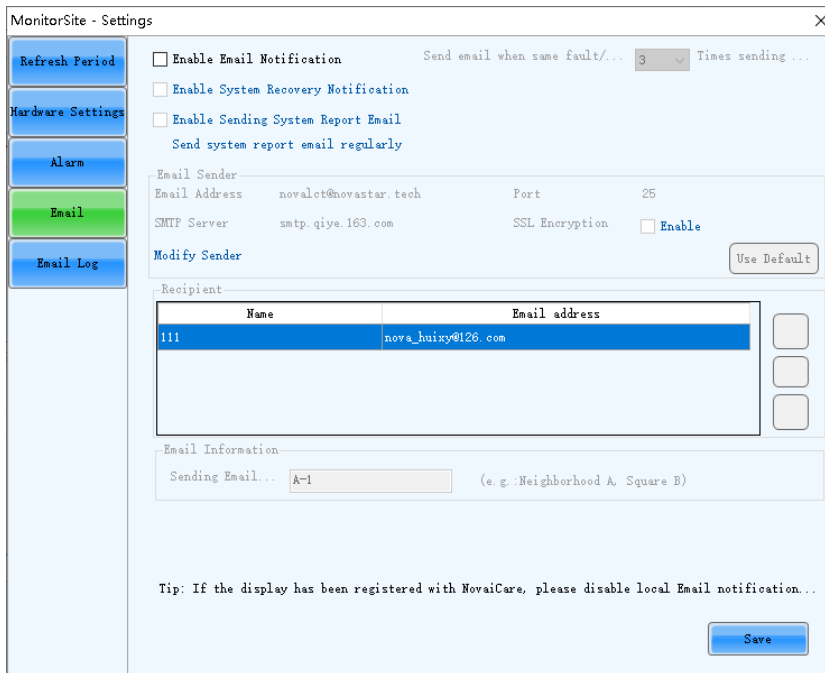 MonitorSite - Settings
Refresh Period
Hardware Settings
Alarm
Email
Email Log
Enable Email Notification
Send email when same fault/...
3
Times sending ...
Enable System Recovery Notification
Enable Sending System Report Email
Send system report email regularly
Email Sender
Email Address novalct@novastar.tech Port 25
SMTP Server smtp.qiye.163.com SSL Encryption Enable
Modify Sender
Use Default
Recipient
Name Email address
111 nova_huixy@126.com
Email Information
Sending Email... A-1 (e.g.:Neighborhood A, Square B)
Tip: If the display has been registered with NovaiCare, please disable local Email notification...
Save